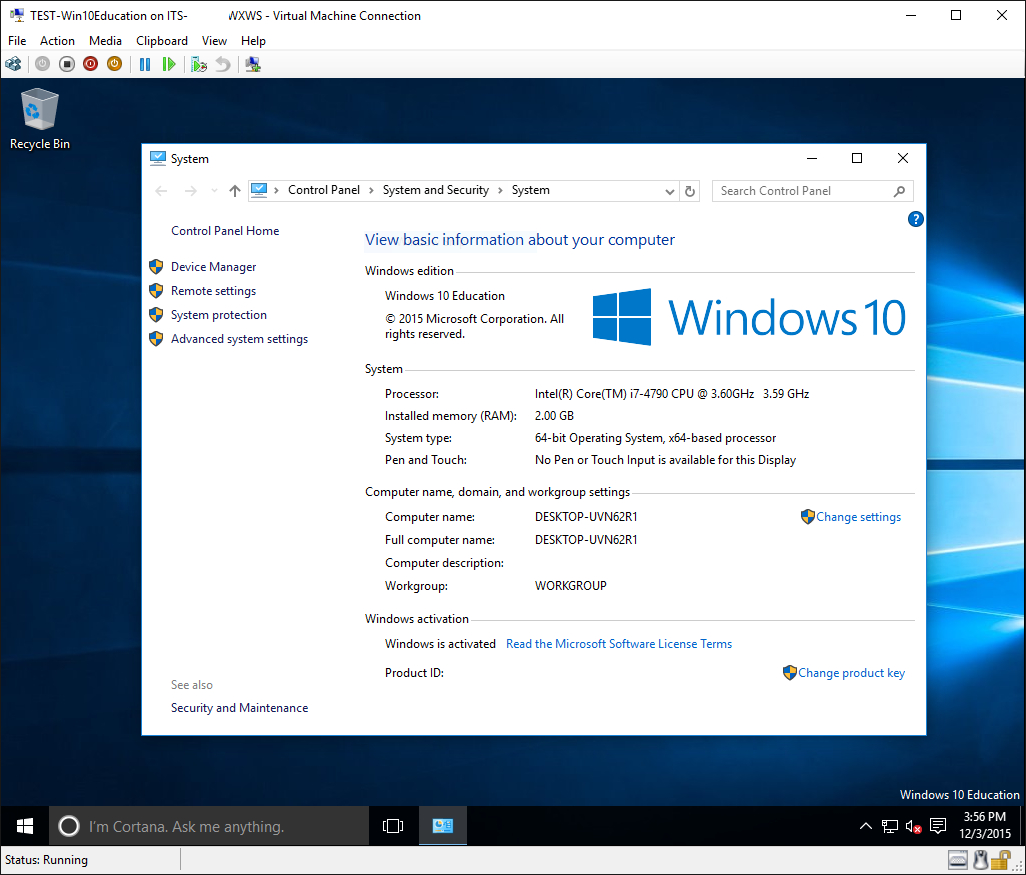 TEST-Win10Education on ITS- WXWS - Virtual Machine Connection
File Action Media Clipboard View Help
Recycle Bin
System
Control Panel > System and Security > System
Search Control Panel
?
Control Panel Home
View basic information about your computer
Device Manager
Remote settings
System protection
Advanced system settings
Windows edition
Windows 10 Education
© 2015 Microsoft Corporation. All
rights reserved.
Windows 10
System
Processor: Intel(R) Core(TM) i7-4790 CPU @ 3.60GHz 3.59 GHz
Installed memory (RAM): 2.00 GB
System type: 64-bit Operating System, x64-based processor
Pen and Touch: No Pen or Touch Input is available for this Display
Computer name, domain, and workgroup settings
Computer name: DESKTOP-UVN62R1 Change settings
Full computer name: DESKTOP-UVN62R1
Computer description:
Workgroup: WORKGROUP
Windows activation
Windows is activated Read the Microsoft Software License Terms
Product ID: Change product key
See also
Security and Maintenance
Windows 10 Education
I'm Cortana. Ask me anything.
3:56 PM
12/3/2015
Status: Running